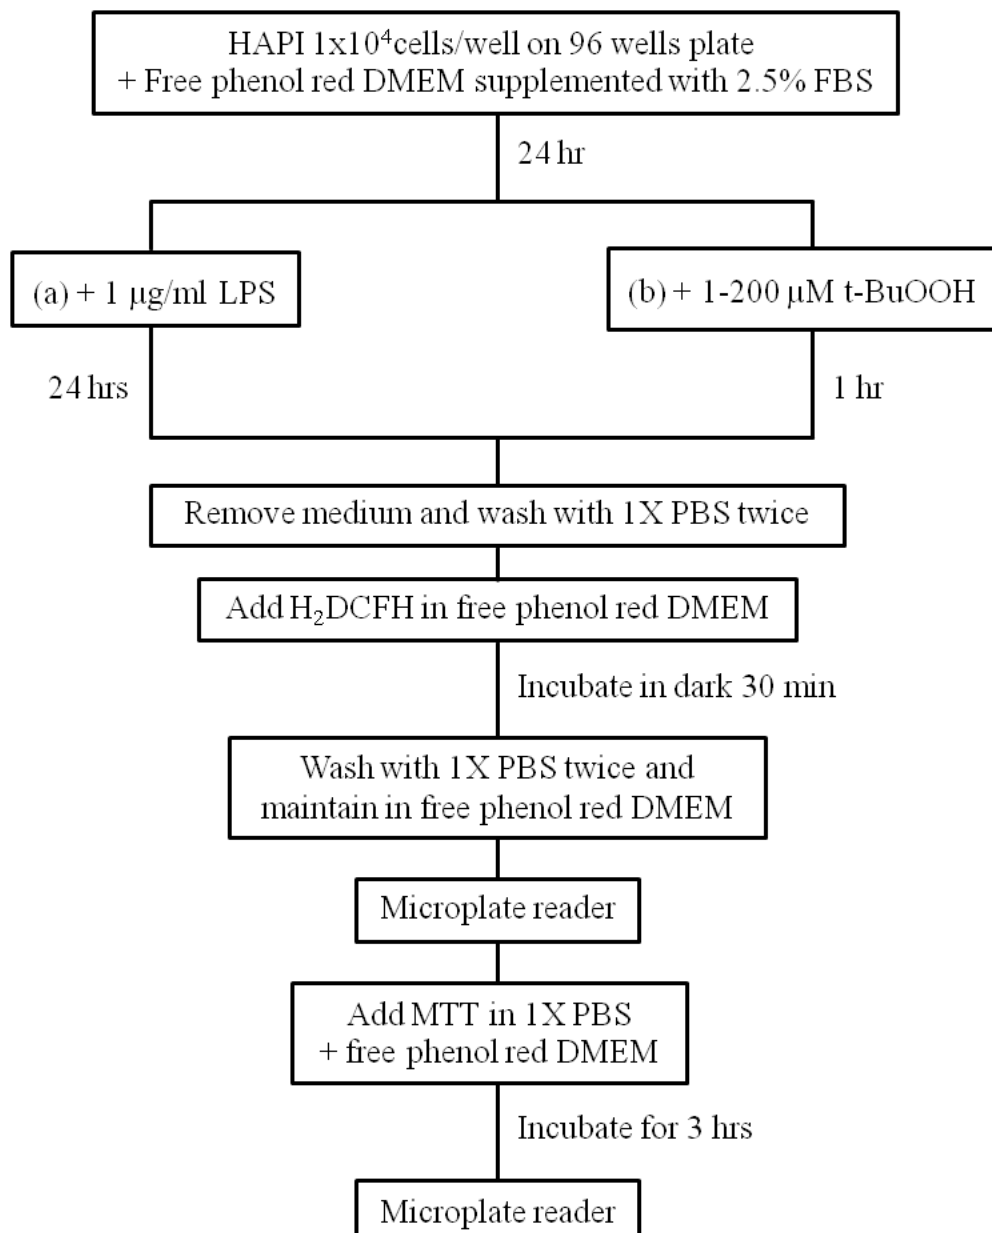 HAPI 1x10⁴cells/well on 96 wells plate
+ Free phenol red DMEM supplemented with 2.5% FBS
24 hr
(a) + 1 μg/ml LPS
(b) + 1-200 μM t-BuOOH
24 hrs
1 hr
Remove medium and wash with 1X PBS twice
Add H₂DCFH in free phenol red DMEM
Incubate in dark 30 min
Wash with 1X PBS twice and
maintain in free phenol red DMEM
Microplate reader
Add MTT in 1X PBS
+ free phenol red DMEM
Incubate for 3 hrs
Microplate reader